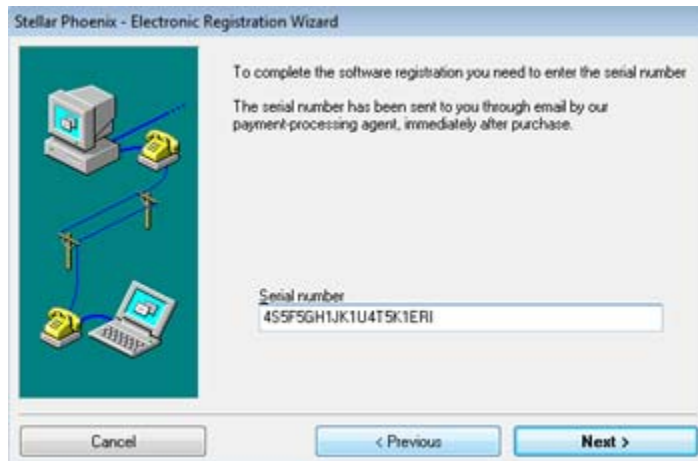 Stellar Phoenix - Electronic Registration Wizard
To complete the software registration you need to enter the serial number
The serial number has been sent to you through email by our
payment-processing agent, immediately after purchase.
Serial number
4S5F5GH1JK1U4T5K1ERI
Cancel
< Previous
Next >